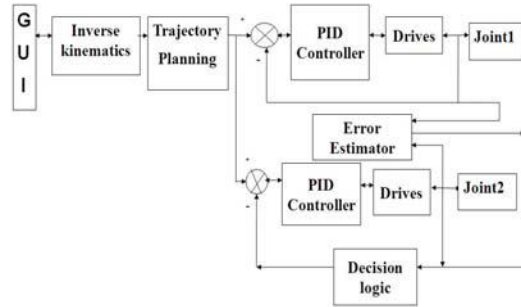 G
U
I
Inverse
kinematics
Trajectory
Planning
+
-
PID
Controller
Drives
Joint1
Error
Estimator
+
-
PID
Controller
Drives
Joint2
Decision
logic